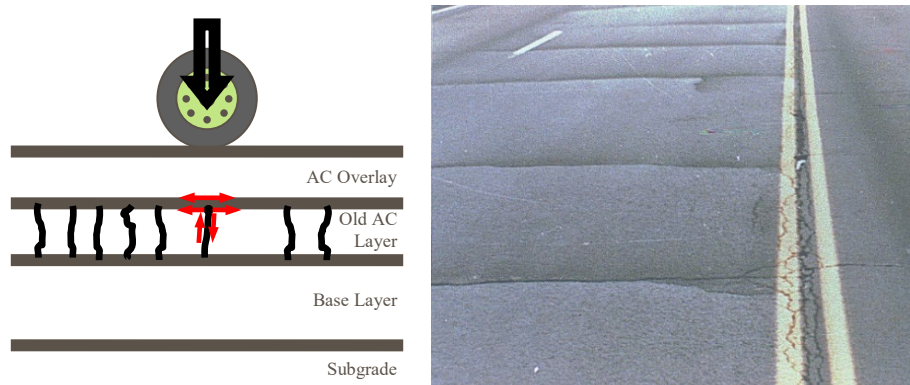 AC Overlay
Old AC
Layer
Base Layer
Subgrade